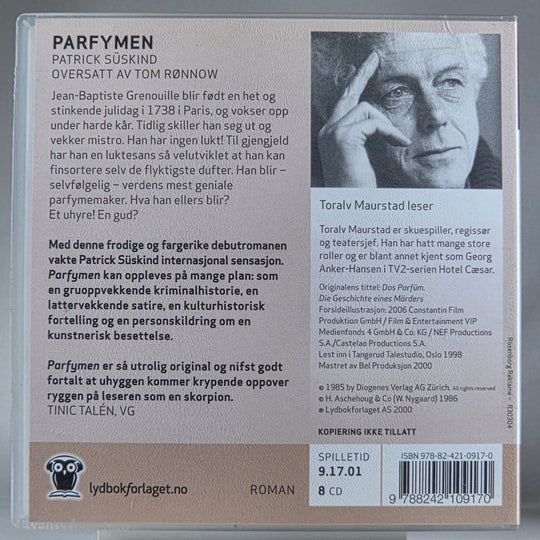 PARFYMEN
PATRICK SÜSKIND
OVERSATT AV TOM RØNNOW
Jean-Baptiste Grenouille blir født en het og
stinkende julidag i 1738 i Paris, og vokser opp
under harde kår. Tidlig skiller han seg ut og
vekker mistro. Han har ingen lukt! Til gjengjeld
har han en luktesans så velutviklet at han kan
finsortere selv de flyktigste dufter. Han blir –
selvfølgelig – verdens mest geniale
parfymemaker. Hva han ellers blir?
Et uhyre! En gud?
Med denne frodige og fargerike debutromanen
vakte Patrick Süskind internasjonal sensasjon.
Parfymen kan oppleves på mange plan: som
en gruoppvekkende kriminalhistorie, en
lattervekkende satire, en kulturhistorisk
fortelling og en personskildring om en
kunstnerisk besettelse.
Parfymen er så utrolig original og nifst godt
fortalt at uhyggen kommer krypende oppover
ryggen på leseren som en skorpion.
TINIC TALÉN, VG
Toralv Maurstad leser
Toralv Maurstad er skuespiller, regissør
og teatersjef. Han har hatt mange store
roller og er blant annet kjent som Georg
Anker-Hansen i TV2-serien Hotel Cæsar.
Originalens tittel: Das Parfüm.
Die Geschichte eines Mörders
Forsideillustrasjon: 2006 Constantin Film
Produktion GmbH / Film & Entertainment VIP
Medienfonds 4 GmbH & Co. KG / NEF Productions
S.A./Castelao Productions S.A.
Lest inn i Tangerud Talestudio, Oslo 1998
Mastret av Bel Produksjon 2000
© 1985 by Diogenes Verlag AG Zürich. All rights reserved
© H. Aschehoug & Co (W. Nygaard) 1986
℗ Lydbokforlaget AS 2000
KOPIERING IKKE TILLATT
Rosenborg Reklame - R30304
lydbokforlaget.no
ROMAN
SPILLETID
9.17.01
8 CD
ISBN 978-82-421-0917-0
9 788242 109170